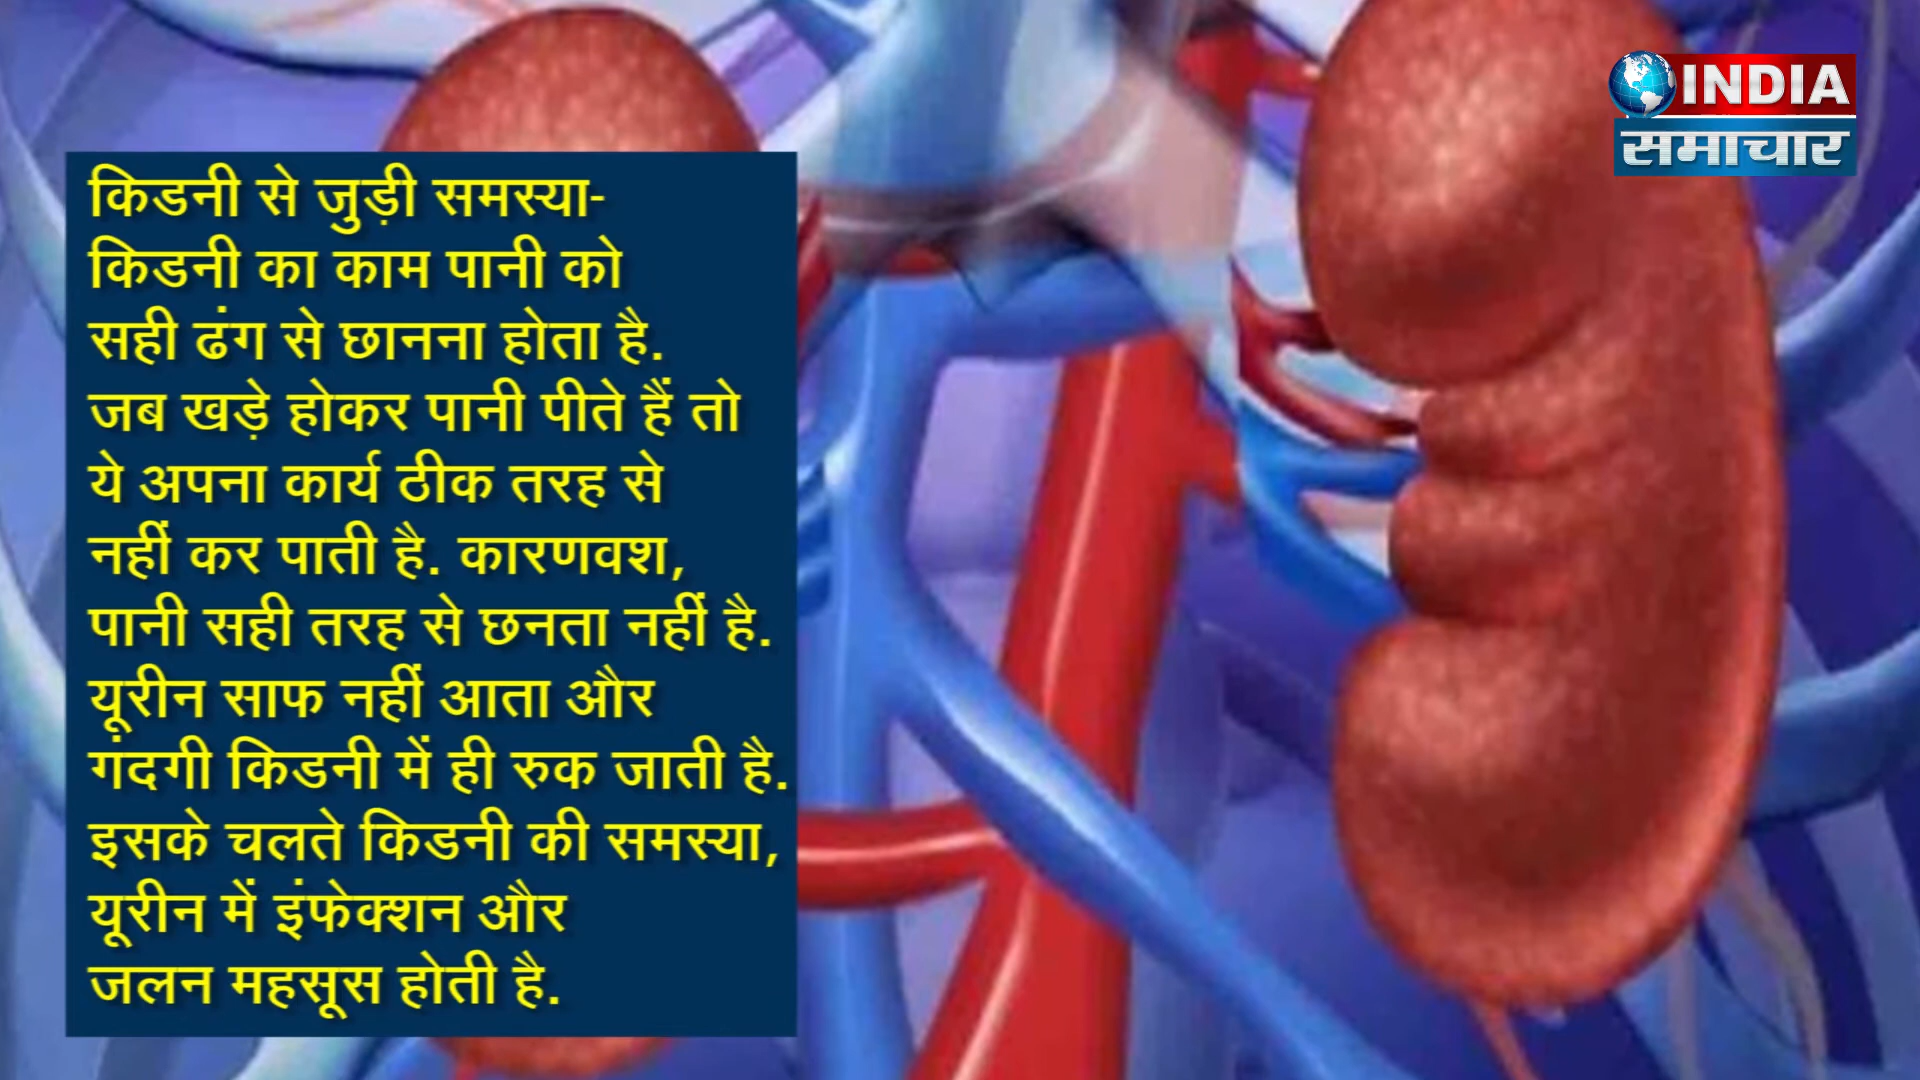 INDIA
समाचार
किडनी से जुड़ी समस्या-
किडनी का काम पानी को
सही ढंग से छानना होता है.
जब खड़े होकर पानी पीते हैं तो
ये अपना कार्य ठीक तरह से
नहीं कर पाती है. कारणवश,
पानी सही तरह से छनता नहीं है.
यूरीन साफ नहीं आता और
गंदगी किडनी में ही रुक जाती है.
इसके चलते किडनी की समस्या,
यूरीन में इंफेक्शन और
जलन महसूस होती है.